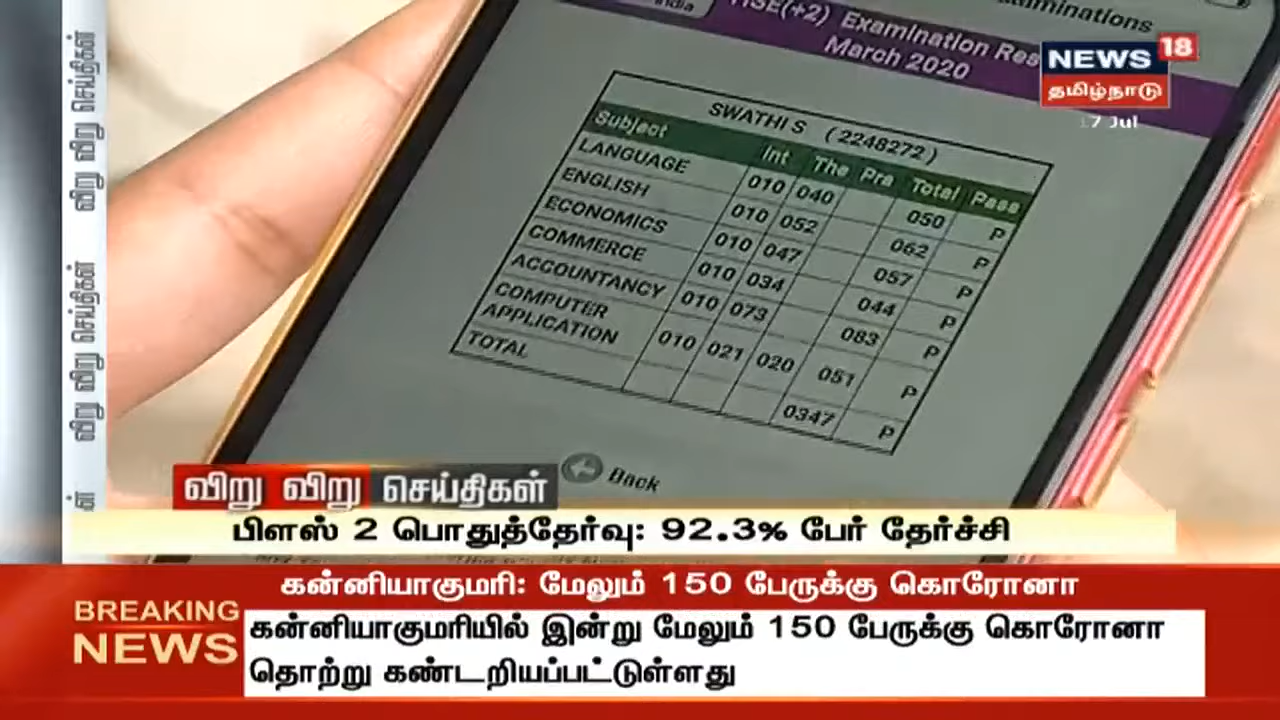 India
HSE(+2) Examination Res
March 2020
NEWS 18
தமிழ்நாடு
17 Jul
SWATHI S (2248272)
Subject Int The Pra Total Pass
LANGUAGE 010 040 050 P
ENGLISH 010 052 062 P
ECONOMICS 010 047 057 P
COMMERCE 010 034 044 P
ACCOUNTANCY 010 073 083 P
COMPUTER
APPLICATION 010 021 020 051 P
TOTAL 0347 P
Back
விறு விறு செய்திகள்
விறு விறு செய்திகள்
விறு விறு செய்திகள்
பிளஸ் 2 பொதுத்தேர்வு: 92.3% பேர் தேர்ச்சி
கன்னியாகுமரி: மேலும் 150 பேருக்கு கொரோனா
BREAKING
NEWS
கன்னியாகுமரியில் இன்று மேலும் 150 பேருக்கு கொரோனா
தொற்று கண்டறியப்பட்டுள்ளது